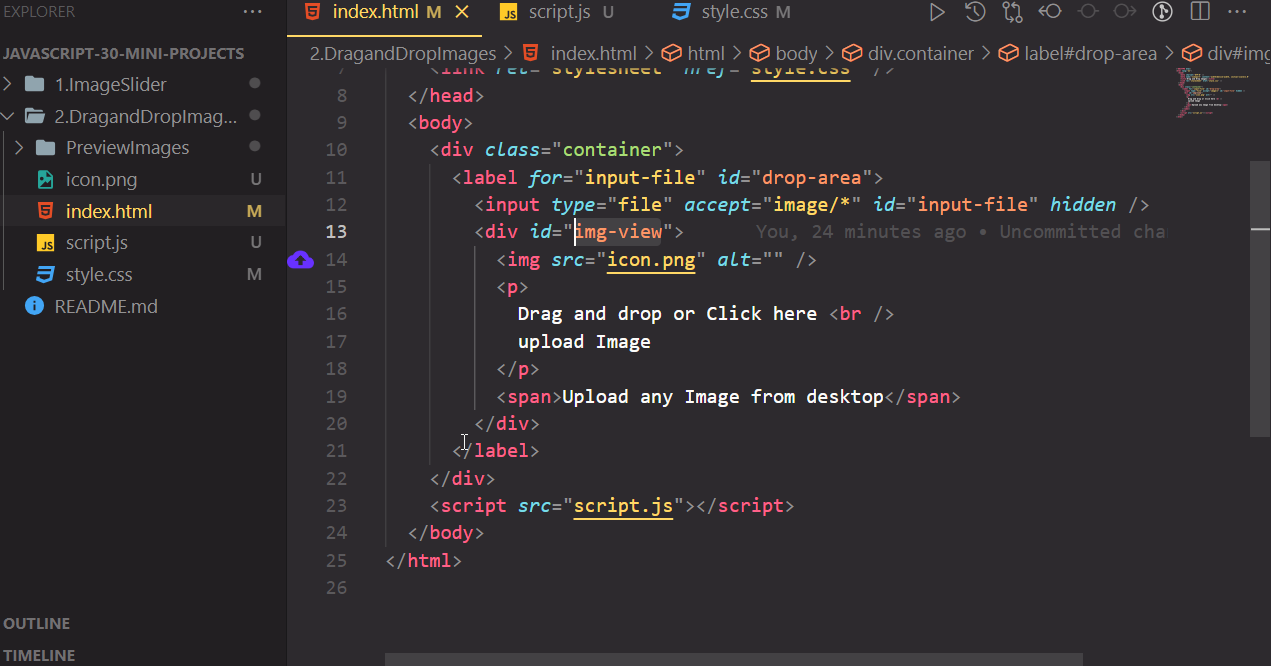 EXPLORER ...
index.html M
script.js U
style.css M
JAVASCRIPT-30-MINI-PROJECTS
2.DragandDropImages > index.html > html > body > div.container > label#drop-area > div#img
1.ImageSlider
2.DragandDropImag...
PreviewImages
icon.png U
index.html M
script.js U
style.css M
README.md
OUTLINE
TIMELINE
7 <link rel="stylesheet" href="style.css" />
8 </head>
9 <body>
10 <div class="container">
11 <label for="input-file" id="drop-area">
12 <input type="file" accept="image/*" id="input-file" hidden />
13 <div id="img-view"> You, 24 minutes ago • Uncommitted cha
14 <img src="icon.png" alt="" />
15 <p>
16 Drag and drop or Click here <br />
17 upload Image
18 </p>
19 <span>Upload any Image from desktop</span>
20 </div>
21 </label>
22 </div>
23 <script src="script.js"></script>
24 </body>
25 </html>
26